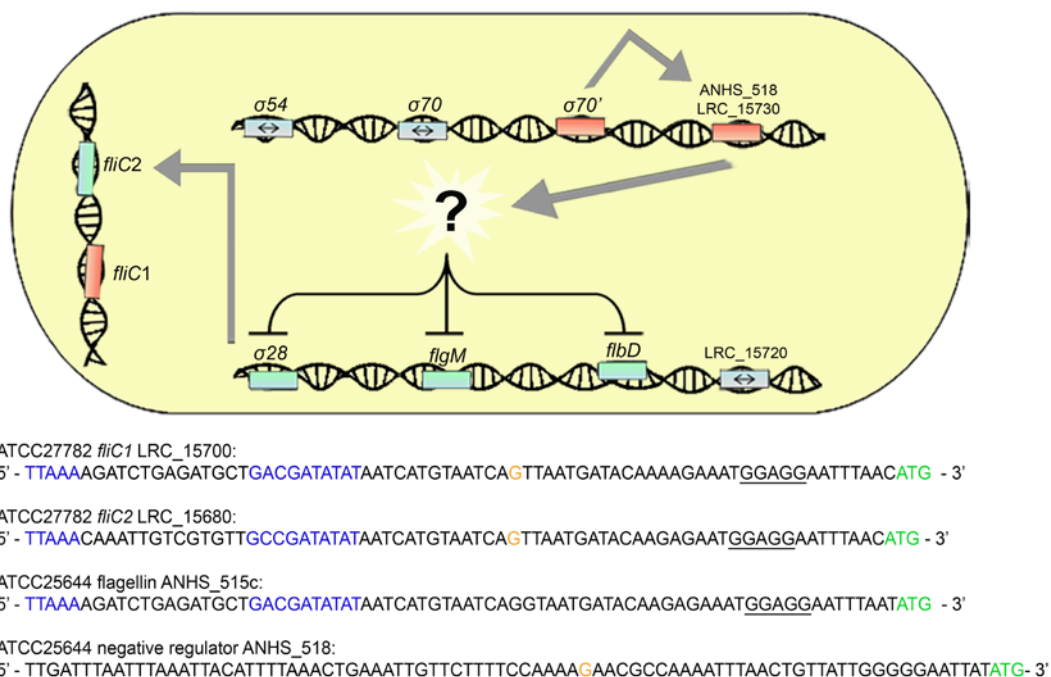 σ54
σ70
σ70’
ANHS_518
LRC_15730
fliC2
?
fliC1
σ28
flgM
flbD
LRC_15720
ATCC27782 fliC1 LRC_15700:
5’ - TTAAAAGATCTGAGATGCTGACGATATATAATCATGTAATCAGTTAATGATACAAAAGAAATGGAGGAATTTAACATG - 3’
ATCC27782 fliC2 LRC_15680:
5’ - TTAAACAAATTGTCGTGTTGCCGATATATAATCATGTAATCAGTTAATGATACAAGAGAATGGAGGAATTTAACATG - 3’
ATCC25644 flagellin ANHS_515c:
5’ - TTAAAAGATCTGAGATGCTGACGATATATAATCATGTAATCAGGTAATGATACAAGAGAAATGGAGGAATTTAATATG - 3’
ATCC25644 negative regulator ANHS_518:
5’ - TTGATTTAATTTAAATTACATTTTAAACTGAAATTGTTCTTTTCCAAAAGAACGCCAAAATTTAACTGTTATTGGGGGAATTATATG- 3’